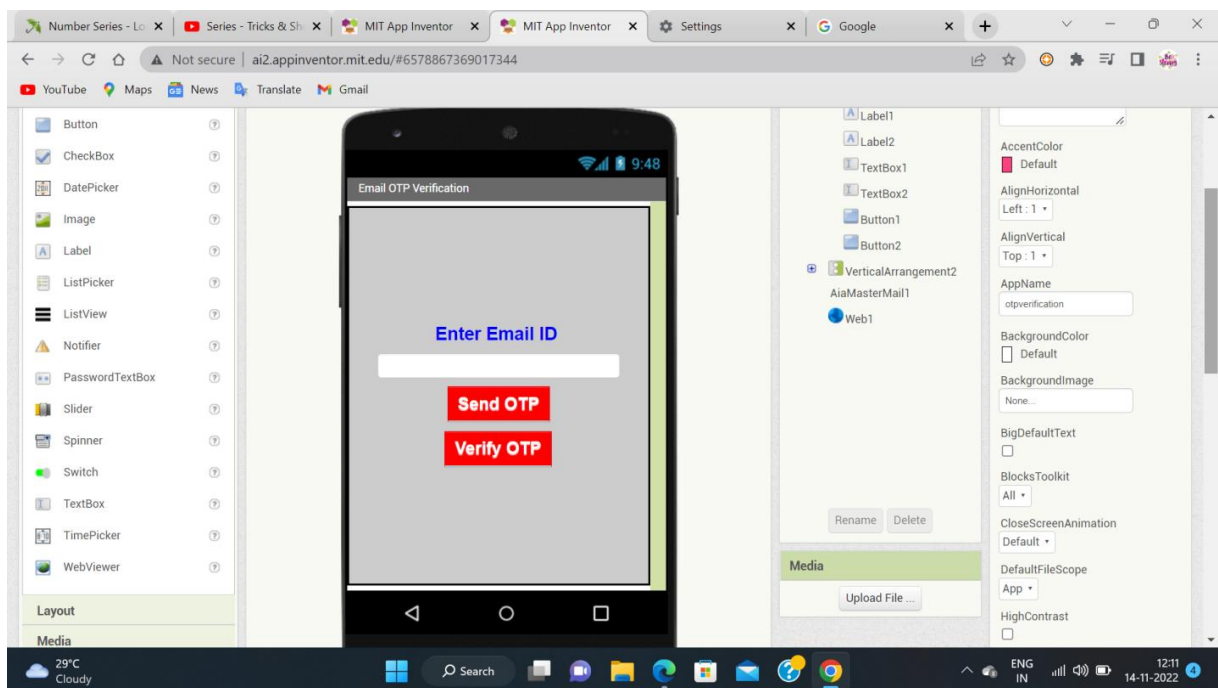 Number Series - Lo
Series - Tricks & Sh
MIT App Inventor
MIT App Inventor
Settings
Google
Not secure
ai2.appinventor.mit.edu/#6578867369017344
YouTube
Maps
News
Translate
Gmail
Button
CheckBox
DatePicker
Image
Label
ListPicker
ListView
Notifier
PasswordTextBox
Slider
Spinner
Switch
TextBox
TimePicker
WebViewer
Layout
Media
9:48
Email OTP Verification
Enter Email ID
Send OTP
Verify OTP
Label1
Label2
TextBox1
TextBox2
Button1
Button2
VerticalArrangement2
AiaMasterMail1
Web1
Rename Delete
Media
Upload File ...
AccentColor
Default
AlignHorizontal
Left : 1
AlignVertical
Top : 1
AppName
otpverification
BackgroundColor
Default
BackgroundImage
None...
BigDefaultText
BlocksToolkit
All
CloseScreenAnimation
Default
DefaultFileScope
App
HighContrast
29°C
Cloudy
Search
ENG
IN
12:11
14-11-2022
4